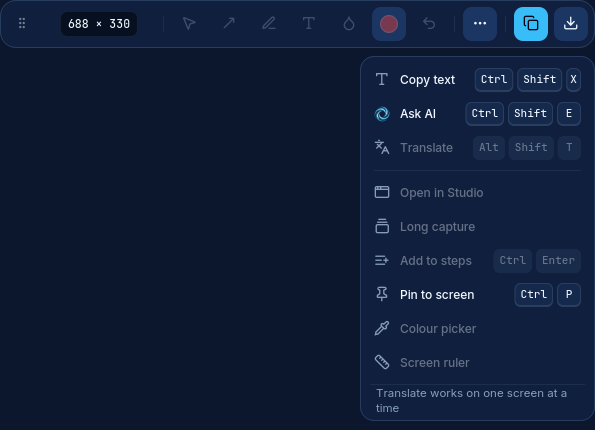 688 × 330
Copy text Ctrl Shift X
Ask AI Ctrl Shift E
Translate Alt Shift T
Open in Studio
Long capture
Add to steps Ctrl Enter
Pin to screen Ctrl P
Colour picker
Screen ruler
Translate works on one screen at a
time